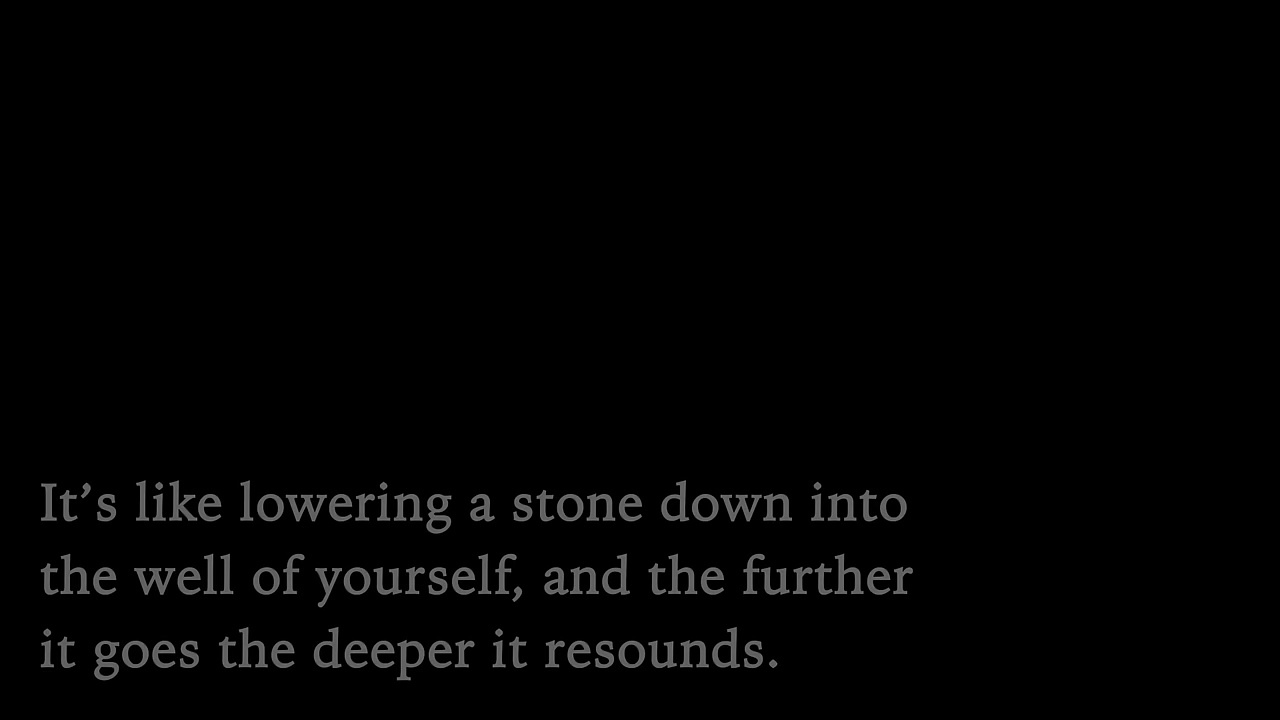 It’s like lowering a stone down into
the well of yourself, and the further
it goes the deeper it resounds.